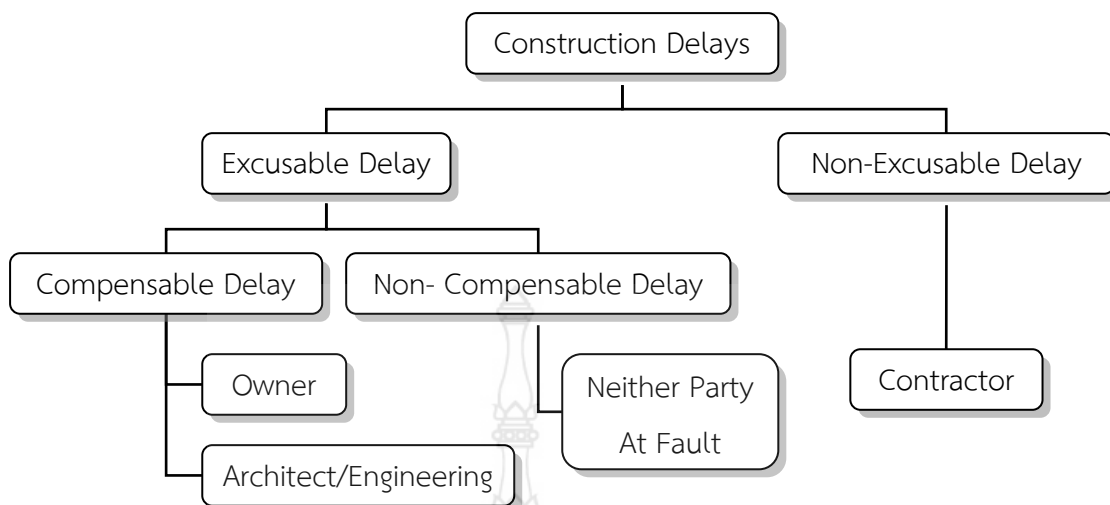 Construction Delays
Excusable Delay
Non-Excusable Delay
Compensable Delay
Non- Compensable Delay
Owner
Neither Party
At Fault
Contractor
Architect/Engineering